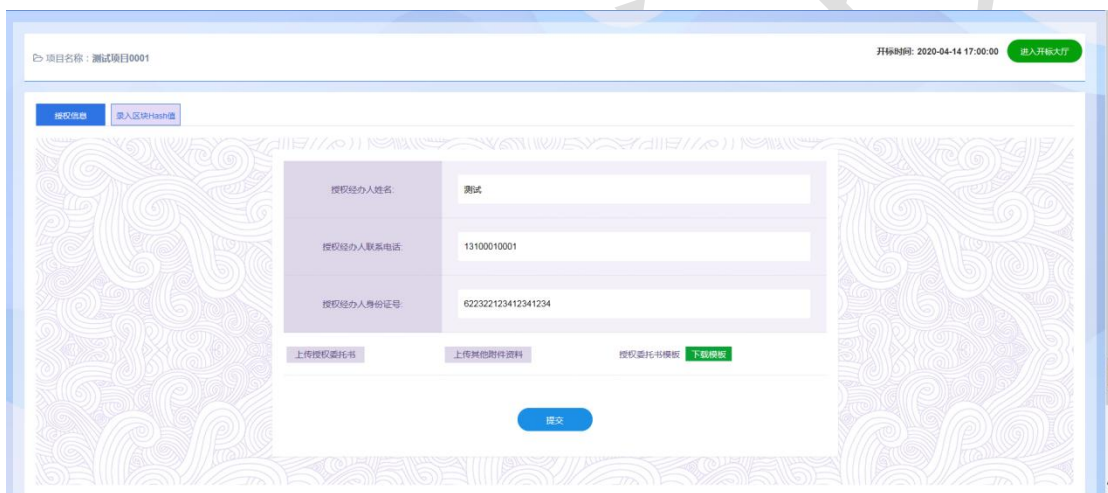 项目名称：测试项目0001
开标时间: 2020-04-14 17:00:00 进入开标大厅
授权信息 录入区块Hash值
授权经办人姓名: 测试
授权经办人联系电话: 13100010001
授权经办人身份证号: 622322123412341234
上传授权委托书 上传其他附件资料 授权委托书模板 下载模板
提交